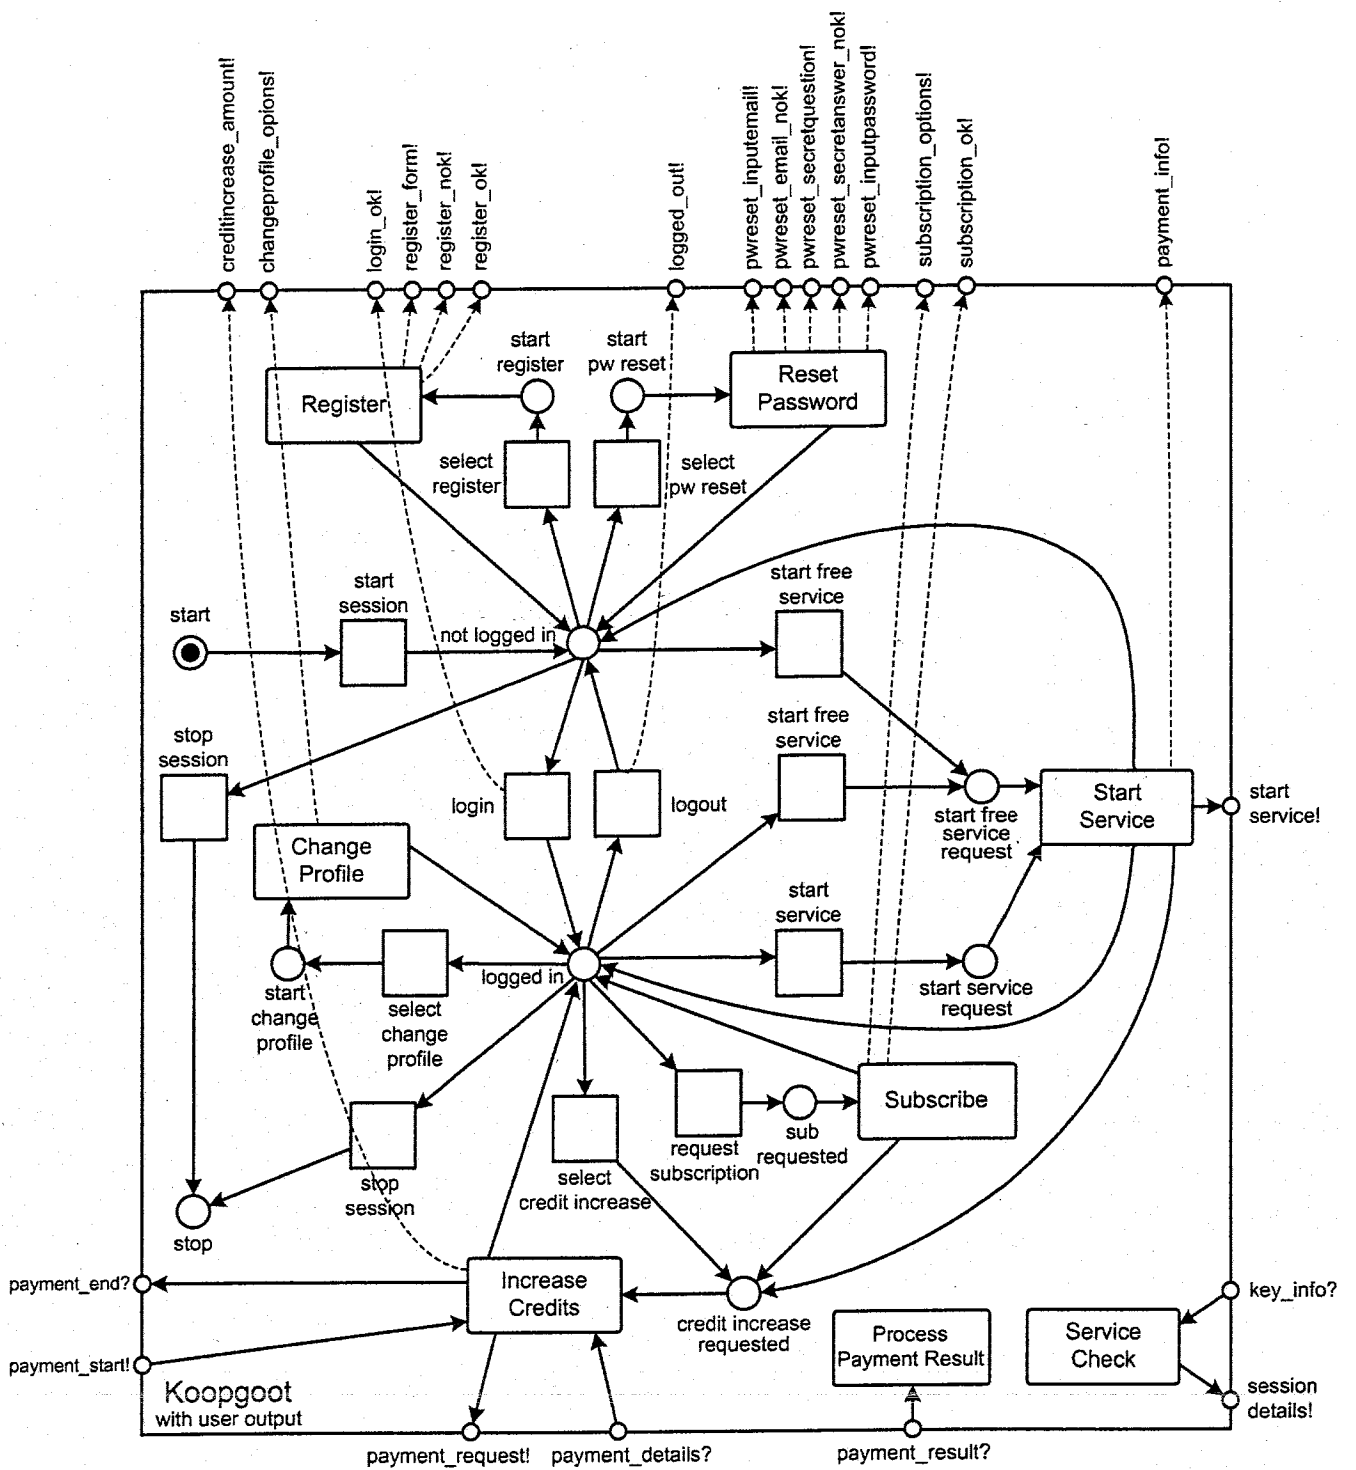 creditincrease_amount!
changeprofile_opions!
login_ok!
register_form!
register_nok!
register_ok!
logged_out!
pwreset_inputemail!
pwreset_email_nok!
pwreset_secretquestion!
pwreset_secretanswer_nok!
pwreset_inputpassword!
subscription_options!
subscription_ok!
payment_info!
start
register
start
pw reset
Register
Reset
Password
select
register
select
pw reset
start
start
session
not logged in
start free
service
stop
session
start free
service
login
logout
start free
service
request
Start
Service
start
service!
Change
Profile
start
service
start
change
profile
select
change
profile
logged in
start service
request
Subscribe
request
subscription
sub
requested
select
credit increase
stop
session
stop
payment_end?
Increase
Credits
credit increase
requested
Process
Payment Result
Service
Check
key_info?
payment_start!
Koopgoot
with user output
session
details!
payment_request!
payment_details?
payment_result?